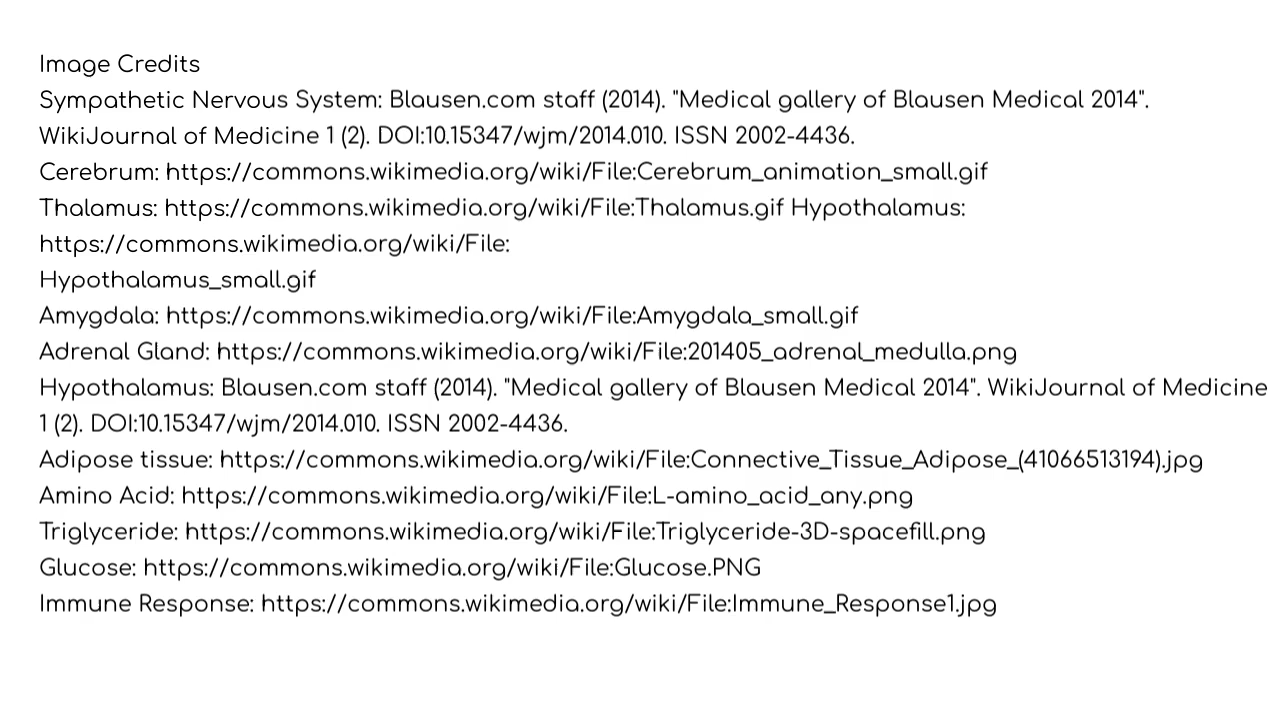 Image Credits
Sympathetic Nervous System: Blausen.com staff (2014). "Medical gallery of Blausen Medical 2014".
WikiJournal of Medicine 1 (2). DOI:10.15347/wjm/2014.010. ISSN 2002-4436.
Cerebrum: https://commons.wikimedia.org/wiki/File:Cerebrum_animation_small.gif
Thalamus: https://commons.wikimedia.org/wiki/File:Thalamus.gif Hypothalamus:
https://commons.wikimedia.org/wiki/File:
Hypothalamus_small.gif
Amygdala: https://commons.wikimedia.org/wiki/File:Amygdala_small.gif
Adrenal Gland: https://commons.wikimedia.org/wiki/File:201405_adrenal_medulla.png
Hypothalamus: Blausen.com staff (2014). "Medical gallery of Blausen Medical 2014". WikiJournal of Medicine
1 (2). DOI:10.15347/wjm/2014.010. ISSN 2002-4436.
Adipose tissue: https://commons.wikimedia.org/wiki/File:Connective_Tissue_Adipose_(41066513194).jpg
Amino Acid: https://commons.wikimedia.org/wiki/File:L-amino_acid_any.png
Triglyceride: https://commons.wikimedia.org/wiki/File:Triglyceride-3D-spacefill.png
Glucose: https://commons.wikimedia.org/wiki/File:Glucose.PNG
Immune Response: https://commons.wikimedia.org/wiki/File:Immune_Response1.jpg